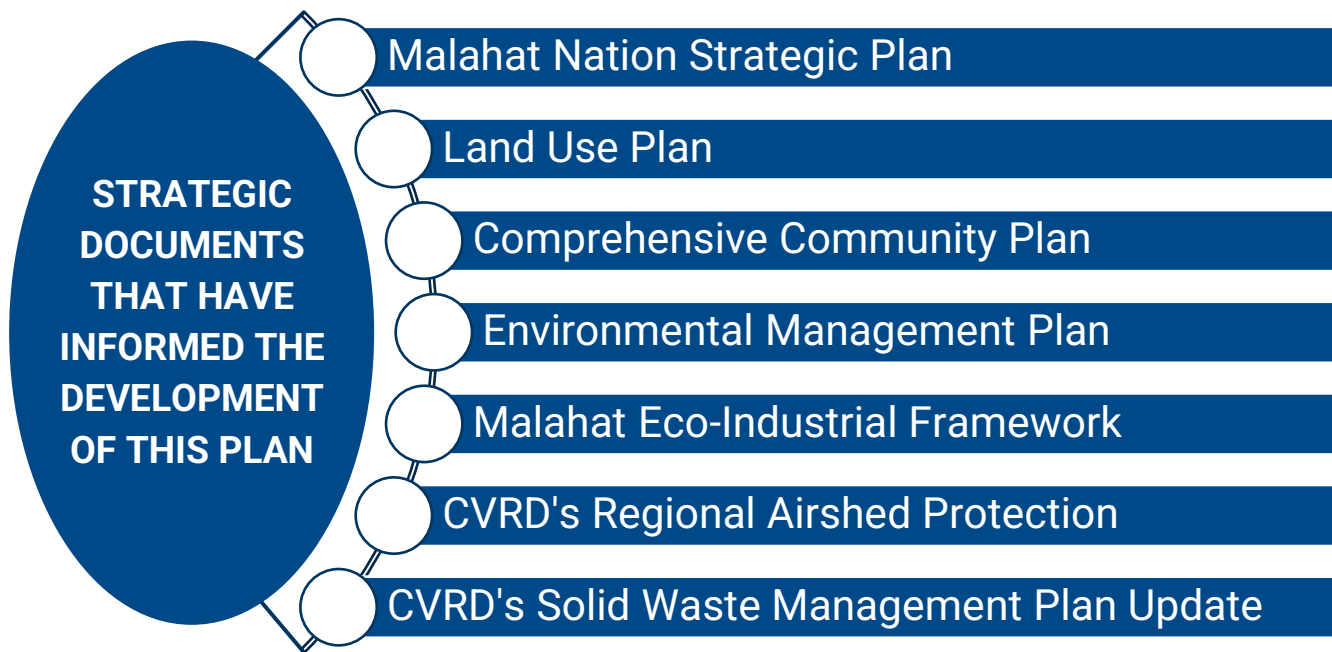 STRATEGIC
DOCUMENTS
THAT HAVE
INFORMED THE
DEVELOPMENT
OF THIS PLAN
Malahat Nation Strategic Plan
Land Use Plan
Comprehensive Community Plan
Environmental Management Plan
Malahat Eco-Industrial Framework
CVRD's Regional Airshed Protection
CVRD's Solid Waste Management Plan Update